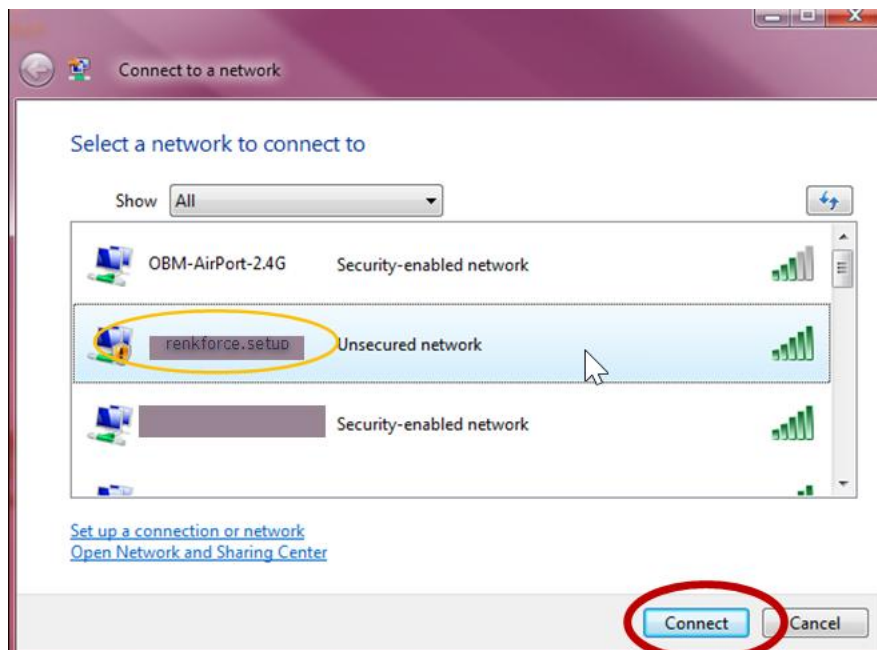 Connect to a network
Select a network to connect to
Show All
OBM-AirPort-2.4G Security-enabled network
renkforce.setup Unsecured network
Security-enabled network
Set up a connection or network
Open Network and Sharing Center
Connect Cancel